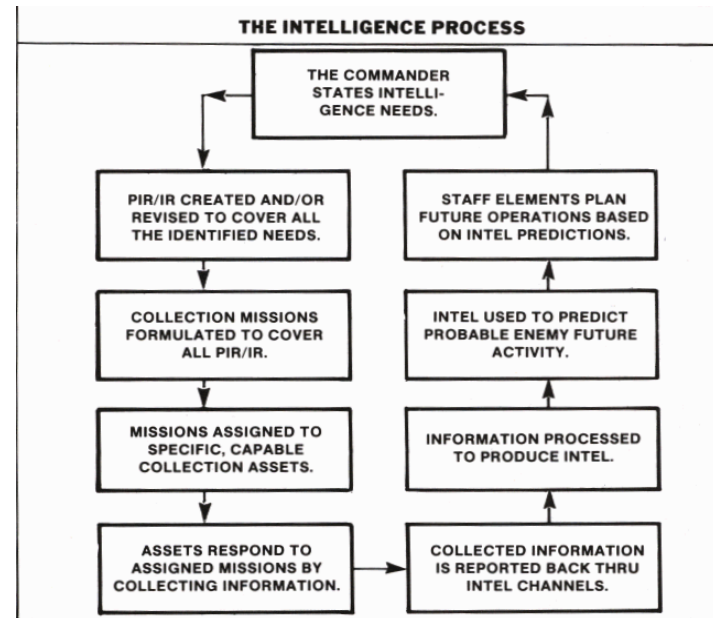 THE INTELLIGENCE PROCESS
THE COMMANDER
STATES INTELLI-
GENCE NEEDS.
PIR/IR CREATED AND/OR
REVISED TO COVER ALL
THE IDENTIFIED NEEDS.
COLLECTION MISSIONS
FORMULATED TO COVER
ALL PIR/IR.
MISSIONS ASSIGNED TO
SPECIFIC, CAPABLE
COLLECTION ASSETS.
ASSETS RESPOND TO
ASSIGNED MISSIONS BY
COLLECTING INFORMATION.
COLLECTED INFORMATION
IS REPORTED BACK THRU
INTEL CHANNELS.
INFORMATION PROCESSED
TO PRODUCE INTEL.
INTEL USED TO PREDICT
PROBABLE ENEMY FUTURE
ACTIVITY.
STAFF ELEMENTS PLAN
FUTURE OPERATIONS BASED
ON INTEL PREDICTIONS.